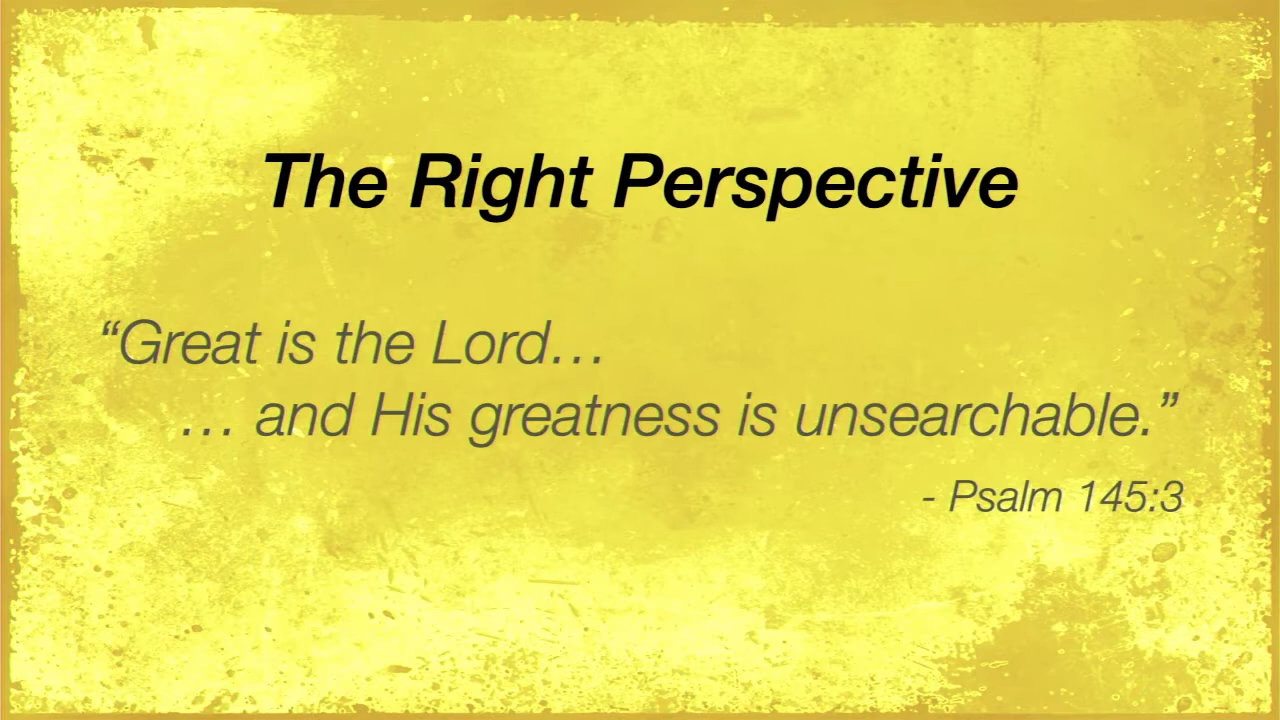 The Right Perspective
“Great is the Lord…
… and His greatness is unsearchable.”
- Psalm 145:3